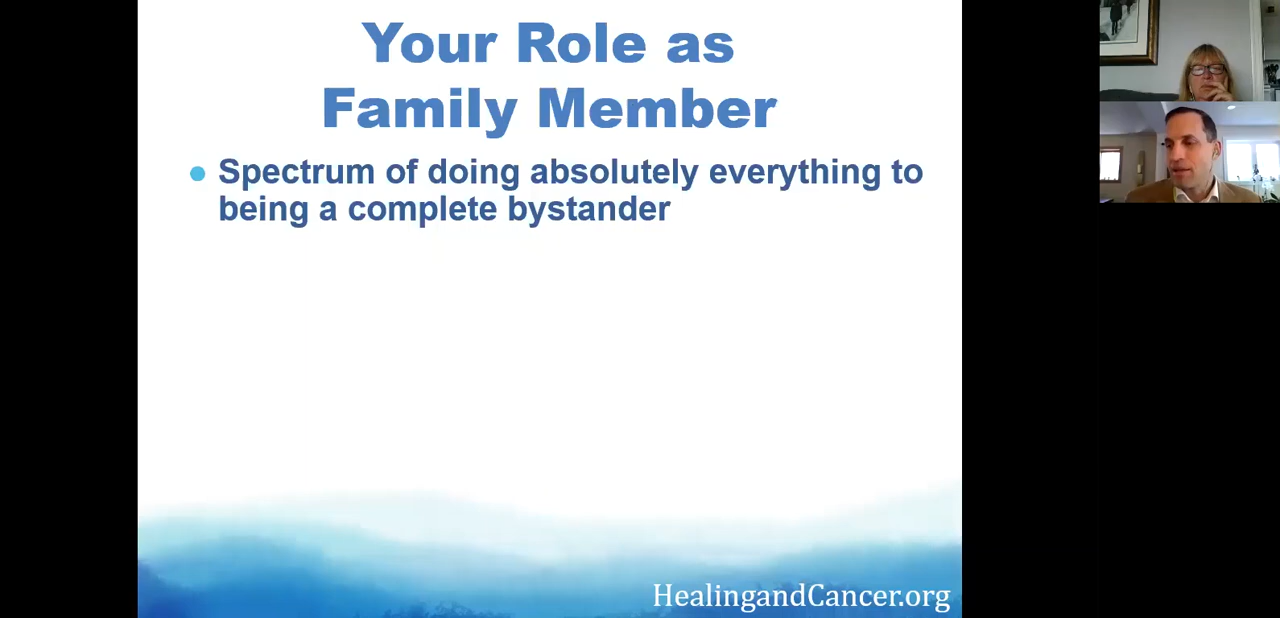 Your Role as
Family Member
• Spectrum of doing absolutely everything to
being a complete bystander
HealingandCancer.org